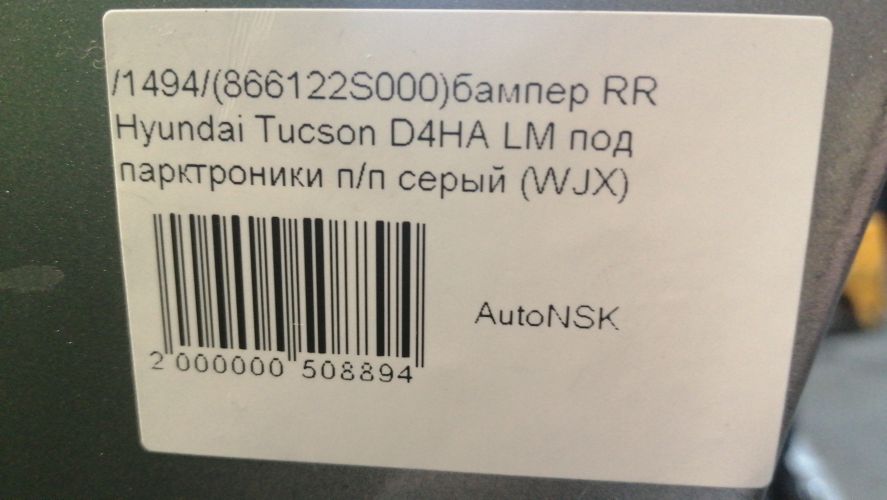 /1494/(866122S000)бампер RR
Hyundai Tucson D4HA LM под
парктроники п/п серый (WJX)
AutoNSK
2 000000 508894